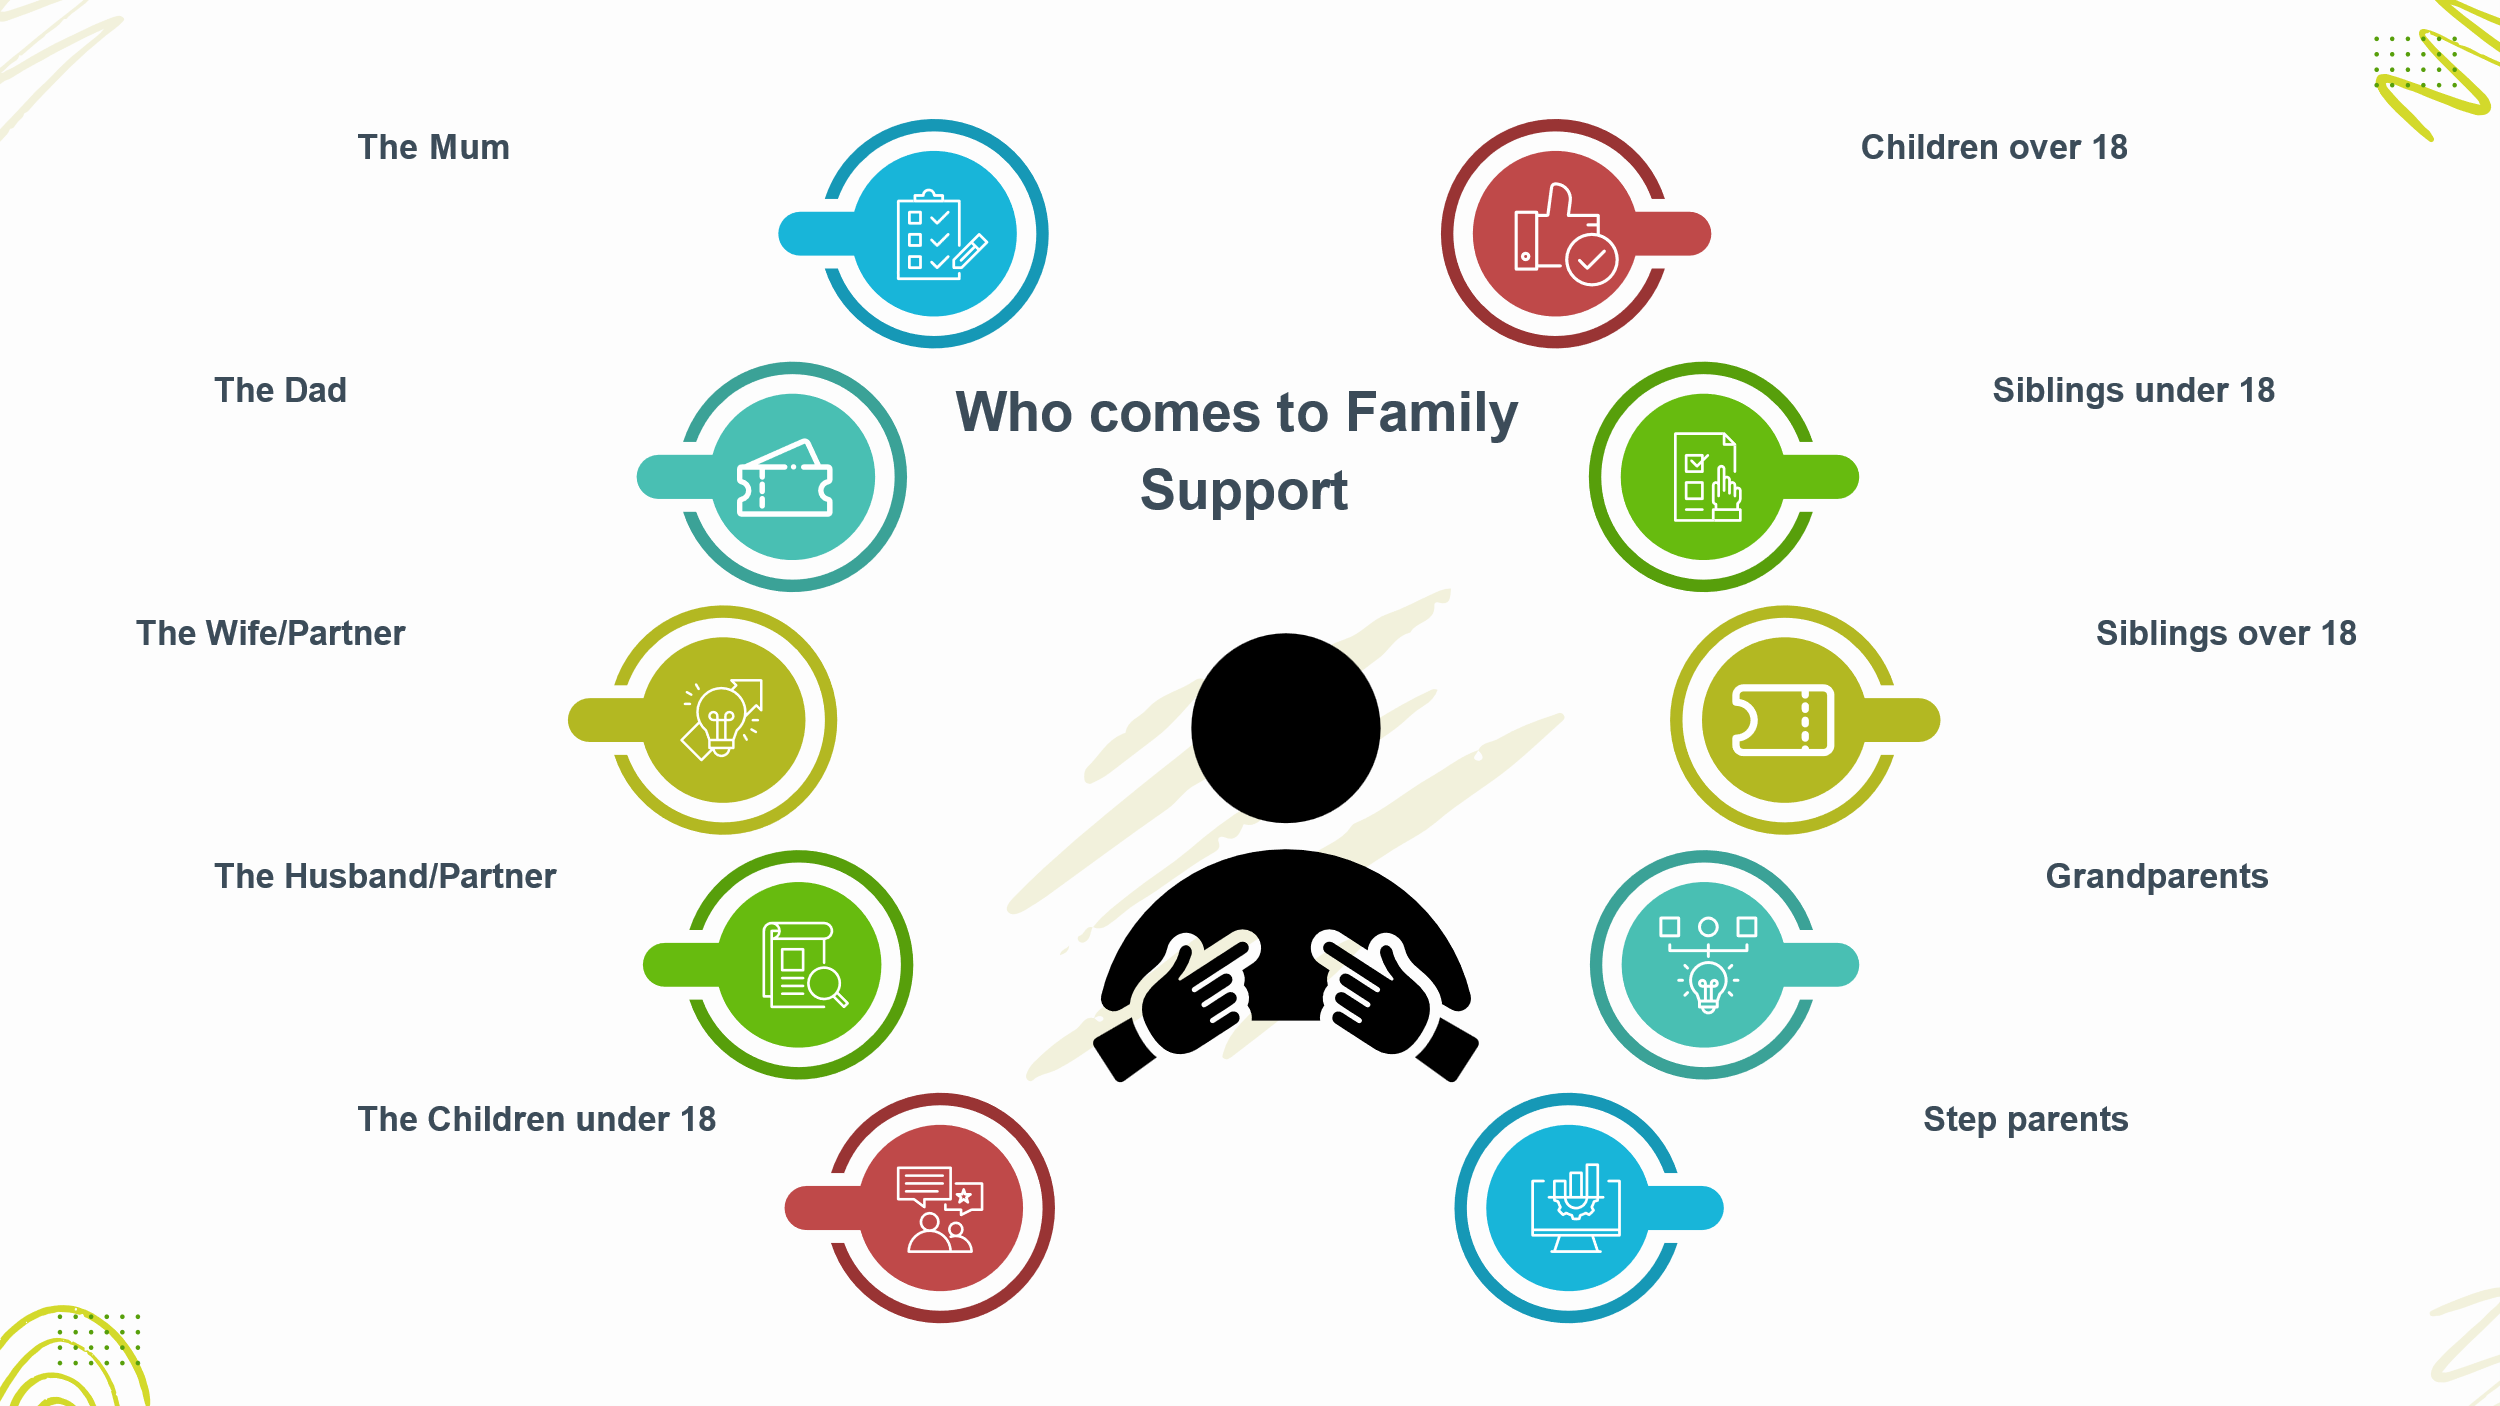 The Mum
The Dad
The Wife/Partner
The Husband/Partner
The Children under 18
Who comes to Family
Support
Children over 18
Siblings under 18
Siblings over 18
Grandparents
Step parents